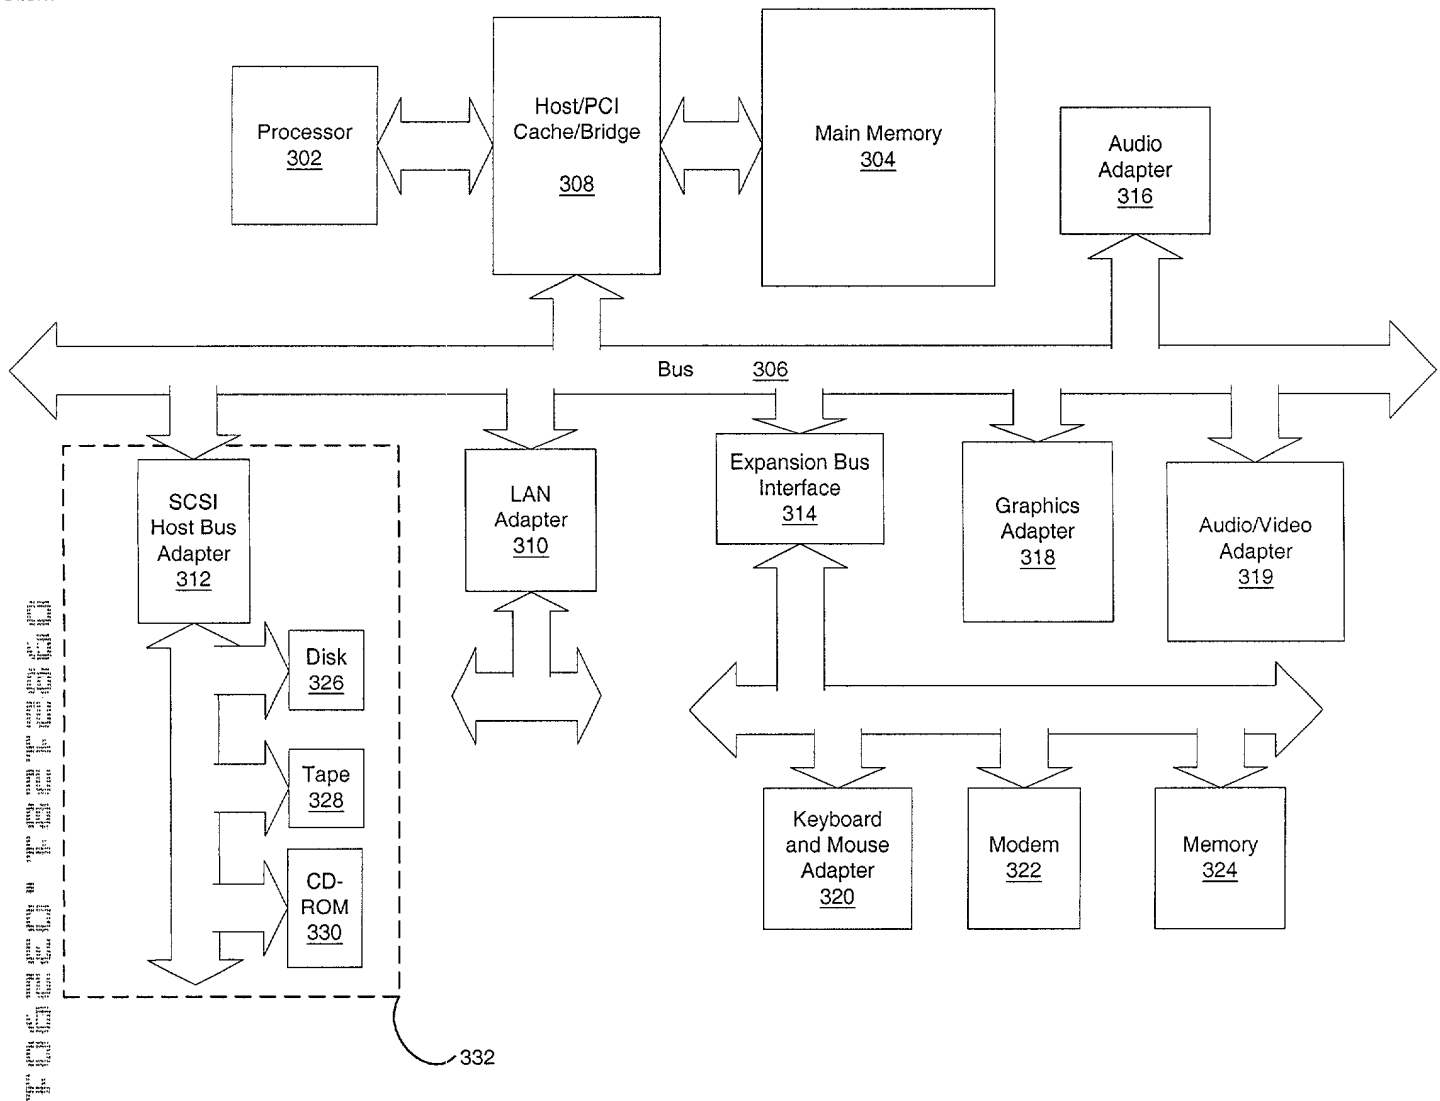 Processor
302
Host/PCI
Cache/Bridge
308
Main Memory
304
Audio
Adapter
316
Bus 306
SCSI
Host Bus
Adapter
312
LAN
Adapter
310
Expansion Bus
Interface
314
Graphics
Adapter
318
Audio/Video
Adapter
319
Disk
326
Tape
328
CD-
ROM
330
Keyboard
and Mouse
Adapter
320
Modem
322
Memory
324
332